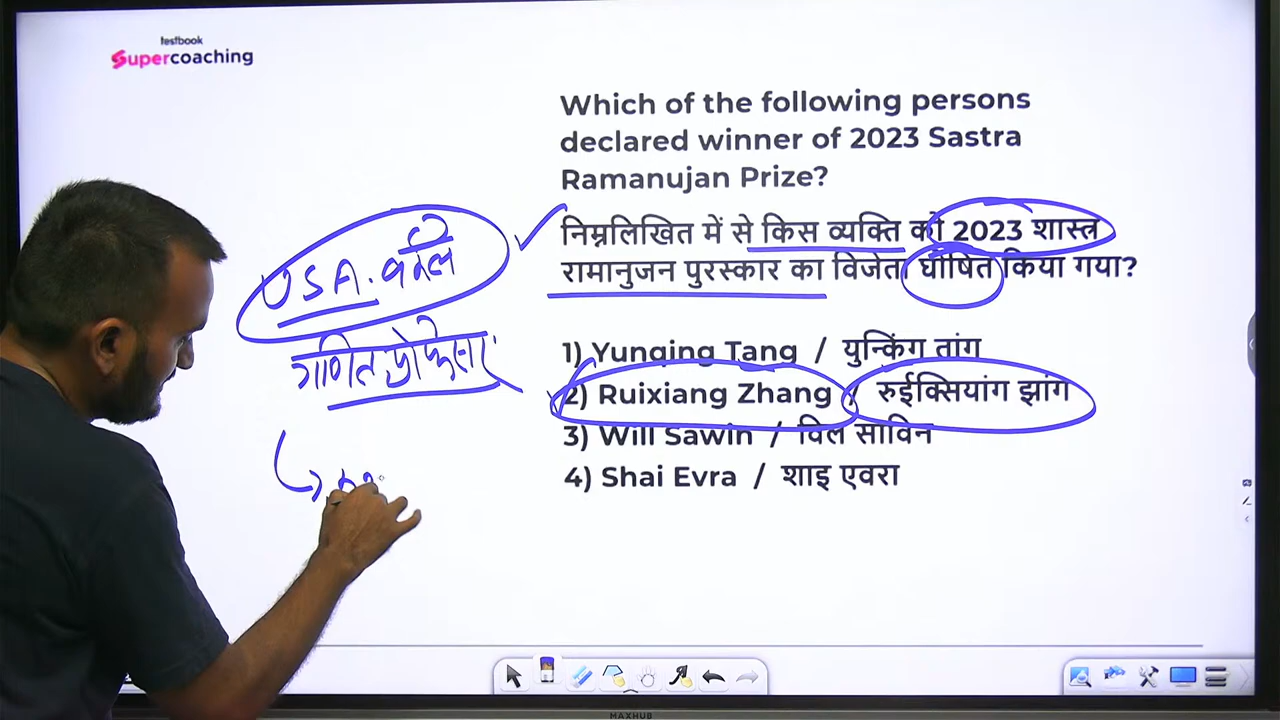 testbook
Supercoaching
Which of the following persons
declared winner of 2023 Sastra
Ramanujan Prize?
निम्नलिखित में से किस व्यक्ति को 2023 शास्त्र
रामानुजन पुरस्कार का विजेता घोषित किया गया?
1) Yunqing Tang / युन्किंग तांग
2) Ruixiang Zhang / रुईक्सियांग झांग
3) Will Sawin / विल साविन
4) Shai Evra / शाइ एवरा
USA.
गणित प्रोफेसर
MAXHUB